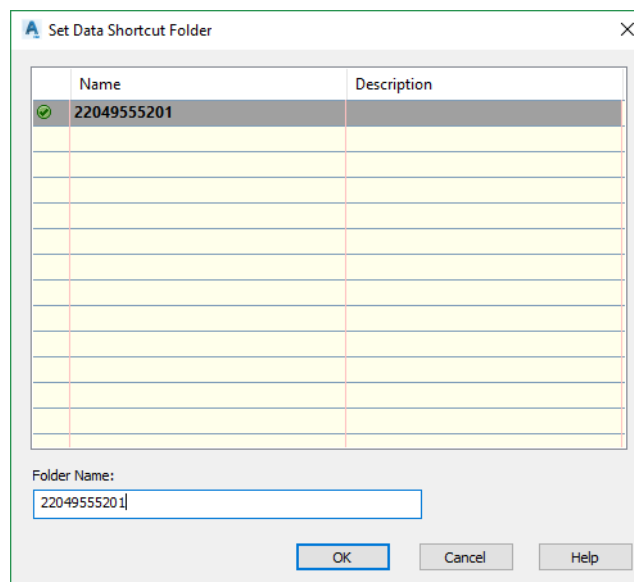 Set Data Shortcut Folder
Name Description
22049555201
Folder Name:
22049555201
OK Cancel Help